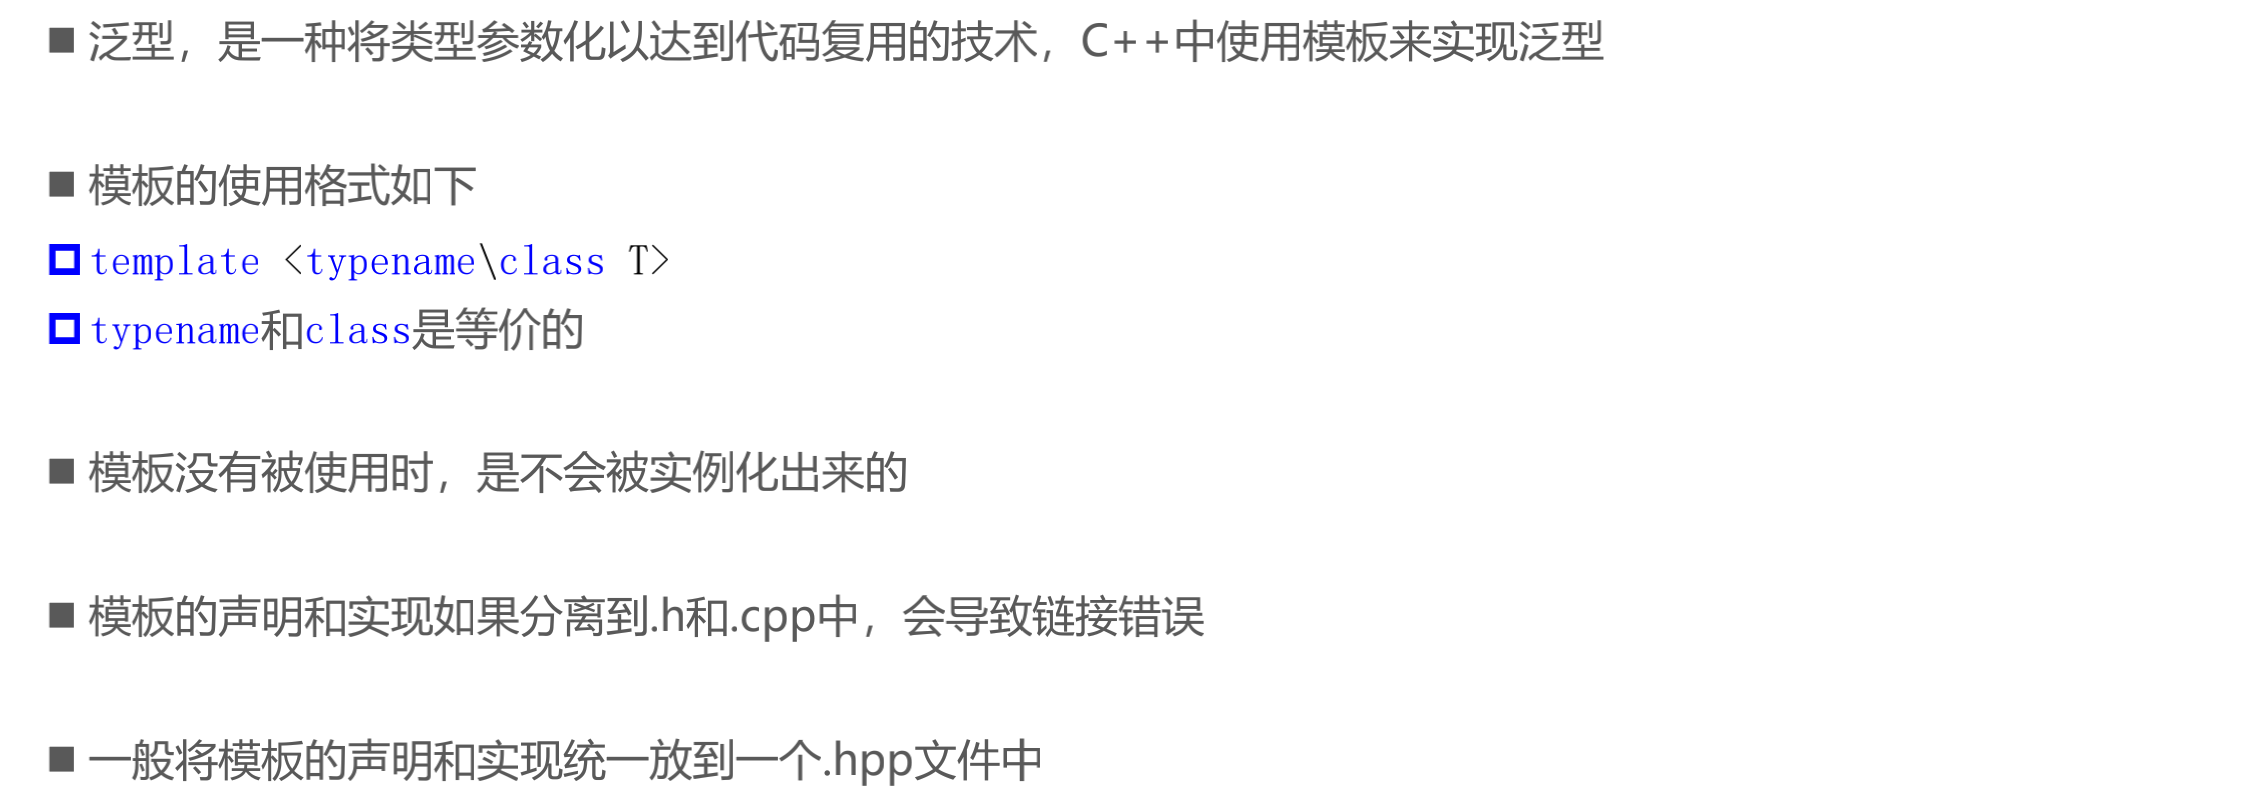 ■ 泛型，是一种将类型参数化以达到代码复用的技术，C++中使用模板来实现泛型
■ 模板的使用格式如下
template <typename\class T>
typename和class是等价的
■ 模板没有被使用时，是不会被实例化出来的
■ 模板的声明和实现如果分离到.h和.cpp中，会导致链接错误
■ 一般将模板的声明和实现统一放到一个.hpp文件中